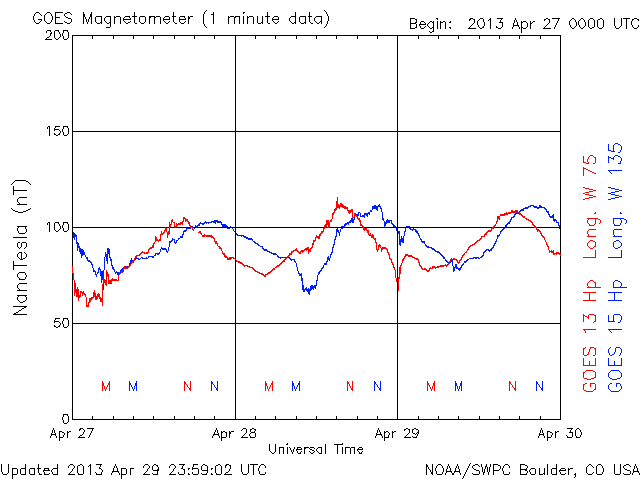 GOES Magnetometer (1 minute data)
Begin: 2013 Apr 27 0000 UTC
200
150
100
50
0
NanoTesla (nT)
M M N N M M N N M M N N
Apr 27 Apr 28 Apr 29 Apr 30
Universal Time
GOES 13 Hp Long. W 75
GOES 15 Hp Long. W 135
Updated 2013 Apr 29 23:59:02 UTC
NOAA/SWPC Boulder, CO USA